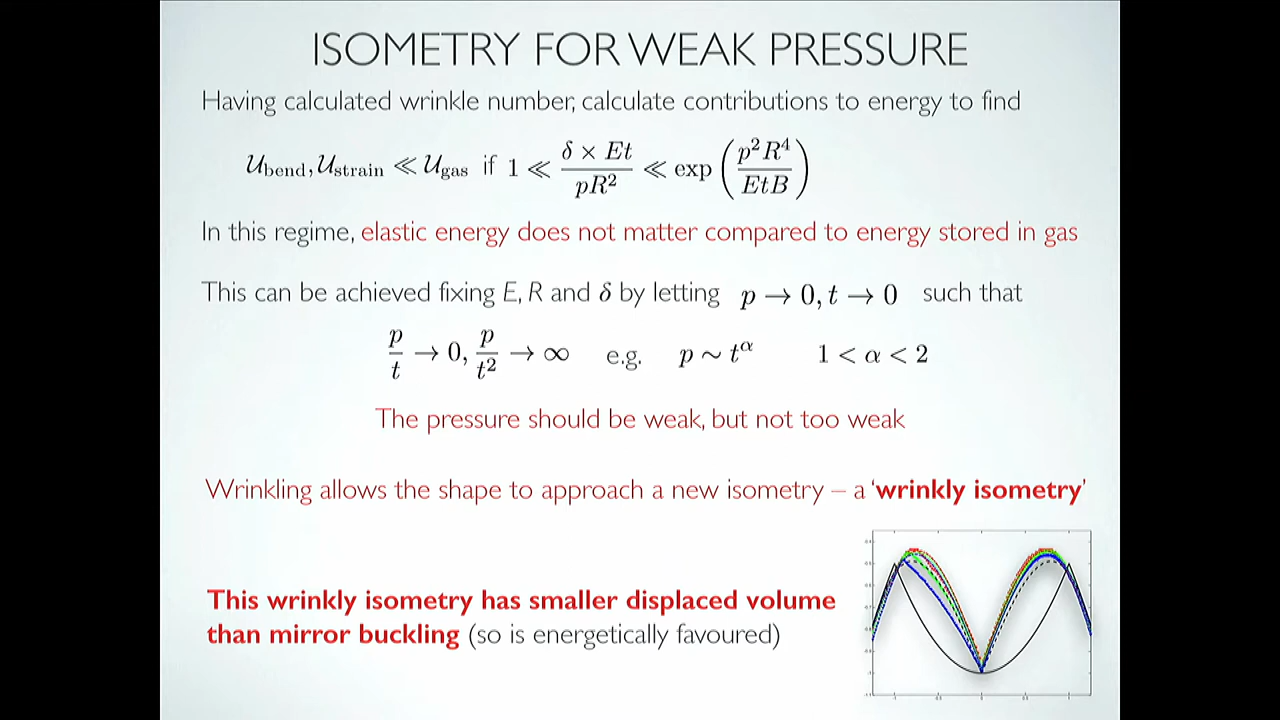 ISOMETRY FOR WEAK PRESSURE
Having calculated wrinkle number, calculate contributions to energy to find
𝒰_bend, 𝒰_strain ≪ 𝒰_gas if 1 ≪ (δ × Et)/(pR²) ≪ exp(p²R⁴/EtB)
In this regime, elastic energy does not matter compared to energy stored in gas
This can be achieved fixing E, R and δ by letting p → 0, t → 0 such that
p/t → 0, p/t² → ∞ e.g. p ~ t^α 1 < α < 2
The pressure should be weak, but not too weak
Wrinkling allows the shape to approach a new isometry – a ‘wrinkly isometry’
This wrinkly isometry has smaller displaced volume
than mirror buckling (so is energetically favoured)